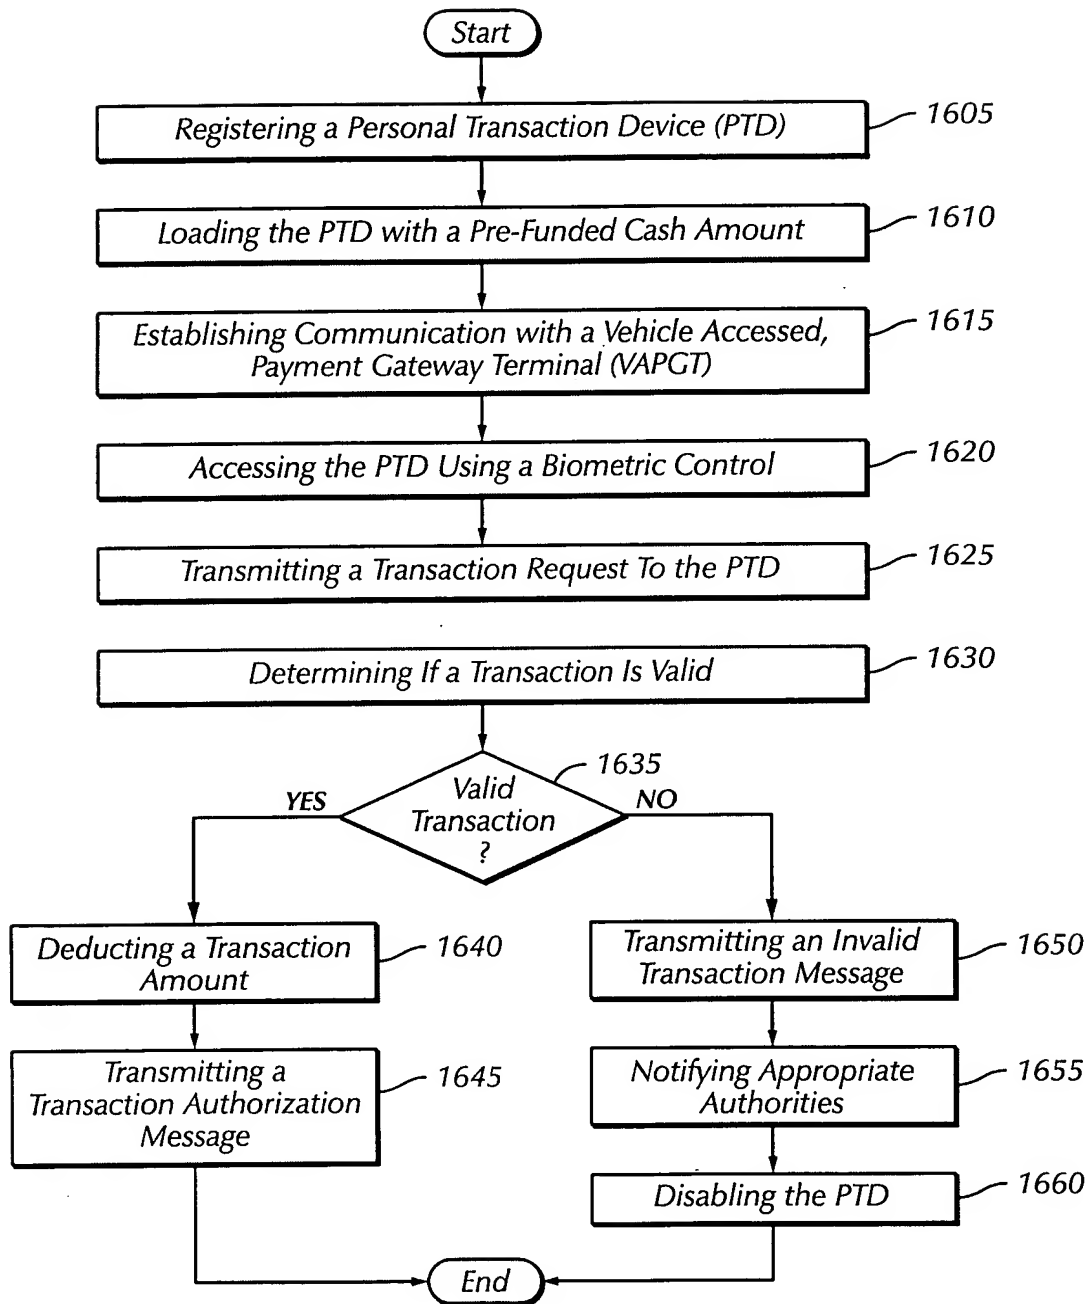 Start
Registering a Personal Transaction Device (PTD)
1605
Loading the PTD with a Pre-Funded Cash Amount
1610
Establishing Communication with a Vehicle Accessed,
Payment Gateway Terminal (VAPGT)
1615
Accessing the PTD Using a Biometric Control
1620
Transmitting a Transaction Request To the PTD
1625
Determining If a Transaction Is Valid
1630
Valid
Transaction
?
1635
YES
NO
Deducting a Transaction
Amount
1640
Transmitting an Invalid
Transaction Message
1650
Transmitting a
Transaction Authorization
Message
1645
Notifying Appropriate
Authorities
1655
Disabling the PTD
1660
End